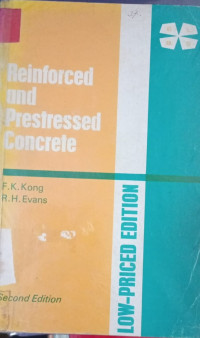 Reinforced
and
Prestressed
Concrete
F.K.Kong
R.H.Evans
Second Edition
LOW-PRICED EDITION